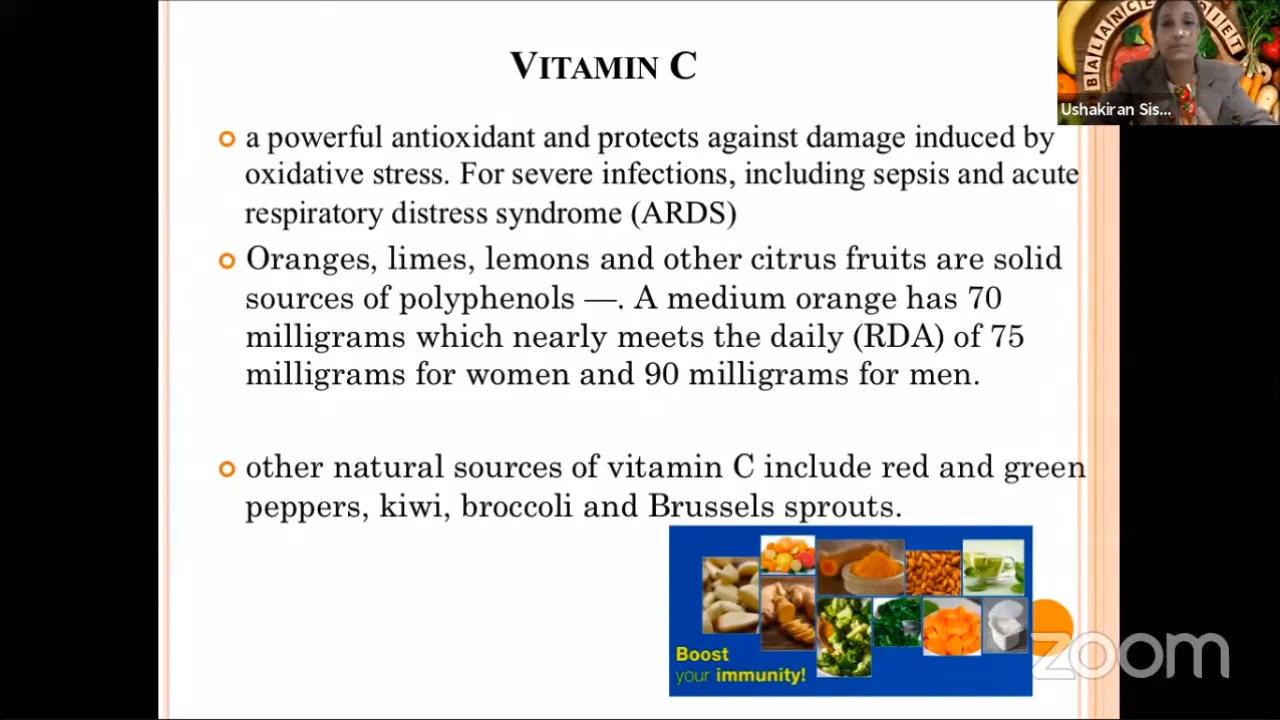 VITAMIN C
BALANCE DIET
Ushakiran Sis...
a powerful antioxidant and protects against damage induced by
oxidative stress. For severe infections, including sepsis and acute
respiratory distress syndrome (ARDS)
Oranges, limes, lemons and other citrus fruits are solid
sources of polyphenols —. A medium orange has 70
milligrams which nearly meets the daily (RDA) of 75
milligrams for women and 90 milligrams for men.
other natural sources of vitamin C include red and green
peppers, kiwi, broccoli and Brussels sprouts.
Boost
your immunity!
zoom